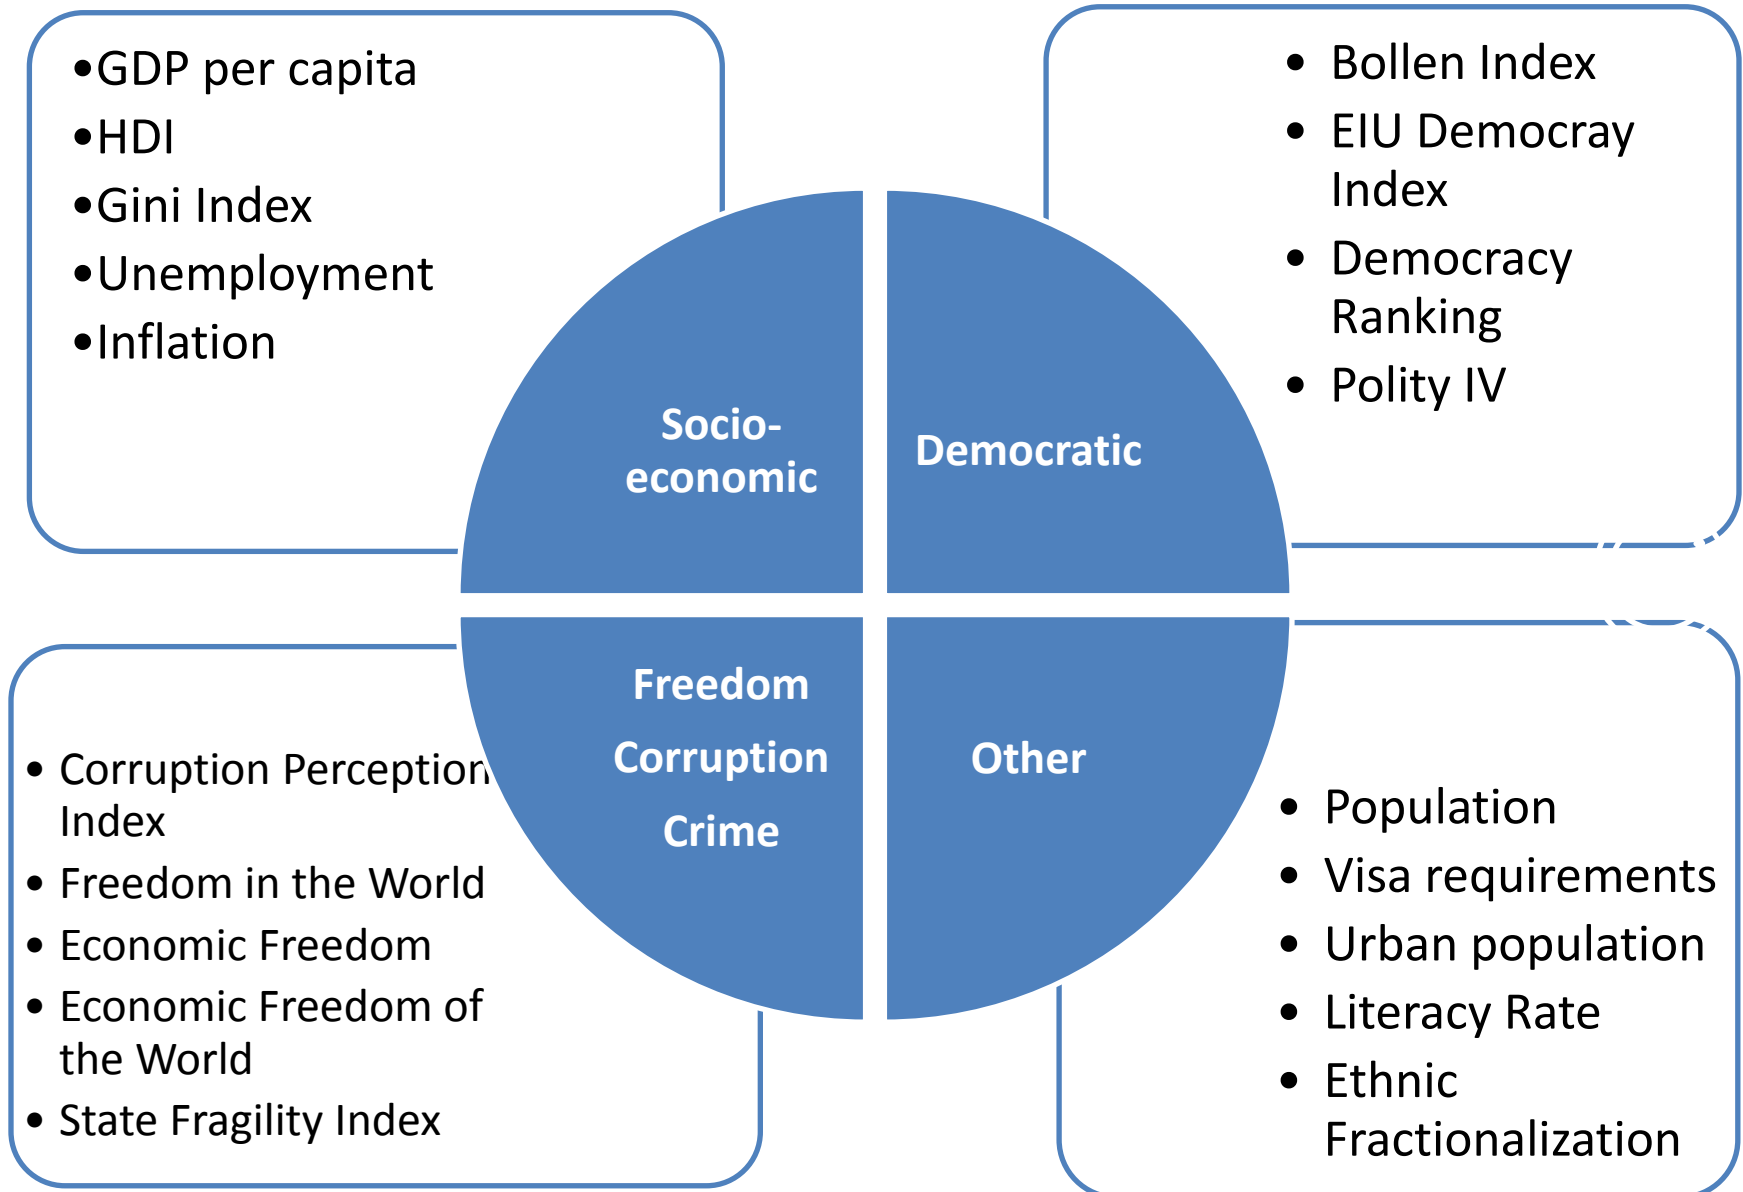 •GDP per capita
•HDI
•Gini Index
•Unemployment
•Inflation
• Bollen Index
• EIU Democray
Index
• Democracy
Ranking
• Polity IV
Socio-
economic
Democratic
Freedom
Corruption
Crime
Other
• Corruption Perception
Index
• Freedom in the World
• Economic Freedom
• Economic Freedom of
the World
• State Fragility Index
• Population
• Visa requirements
• Urban population
• Literacy Rate
• Ethnic
Fractionalization